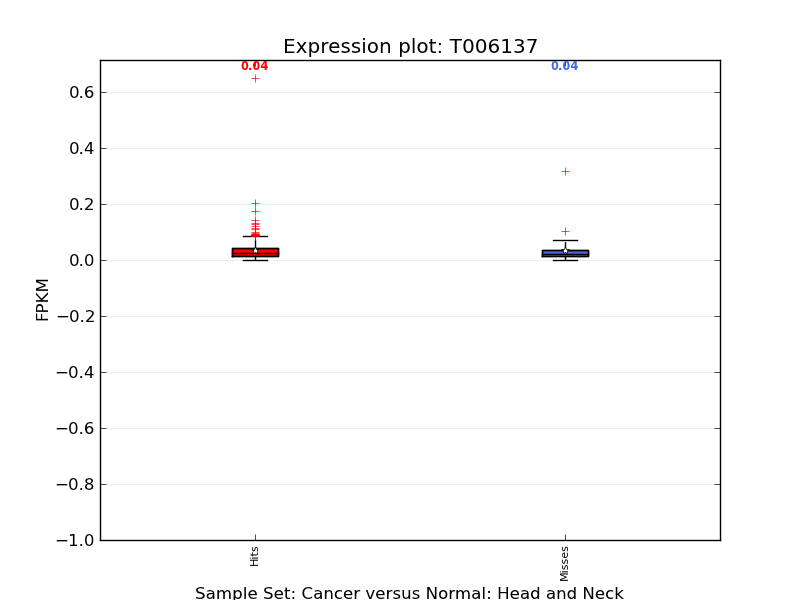 Expression plot: T006137
0.04 0.04
0.6
0.4
0.2
0.0
−0.2
−0.4
−0.6
−0.8
−1.0
FPKM
Hits
Misses
Sample Set: Cancer versus Normal: Head and Neck